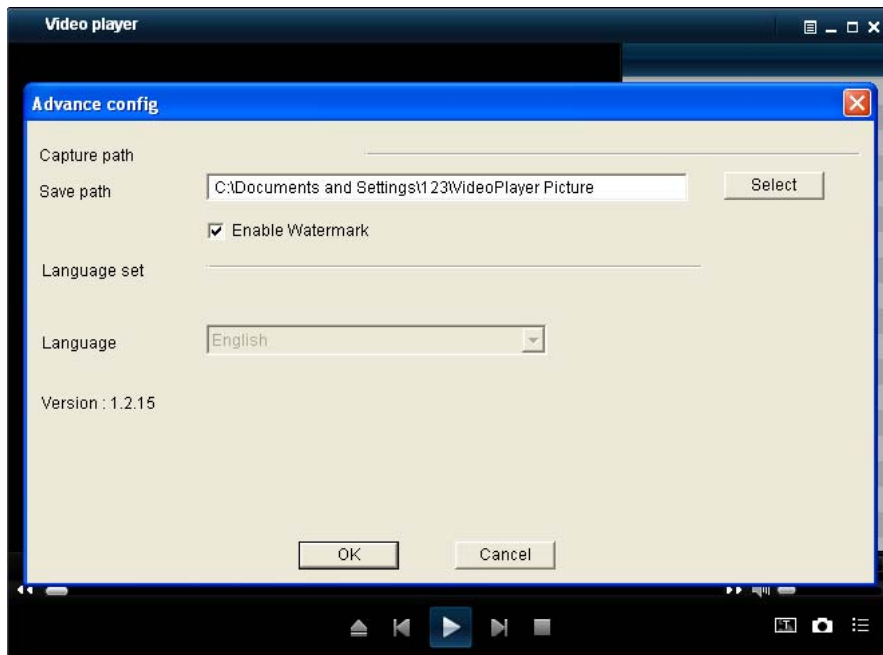 Video player
Advance config
Capture path
Save path C:\Documents and Settings\123\VideoPlayer Picture Select
Enable Watermark
Language set
Language English
Version : 1.2.15
OK Cancel